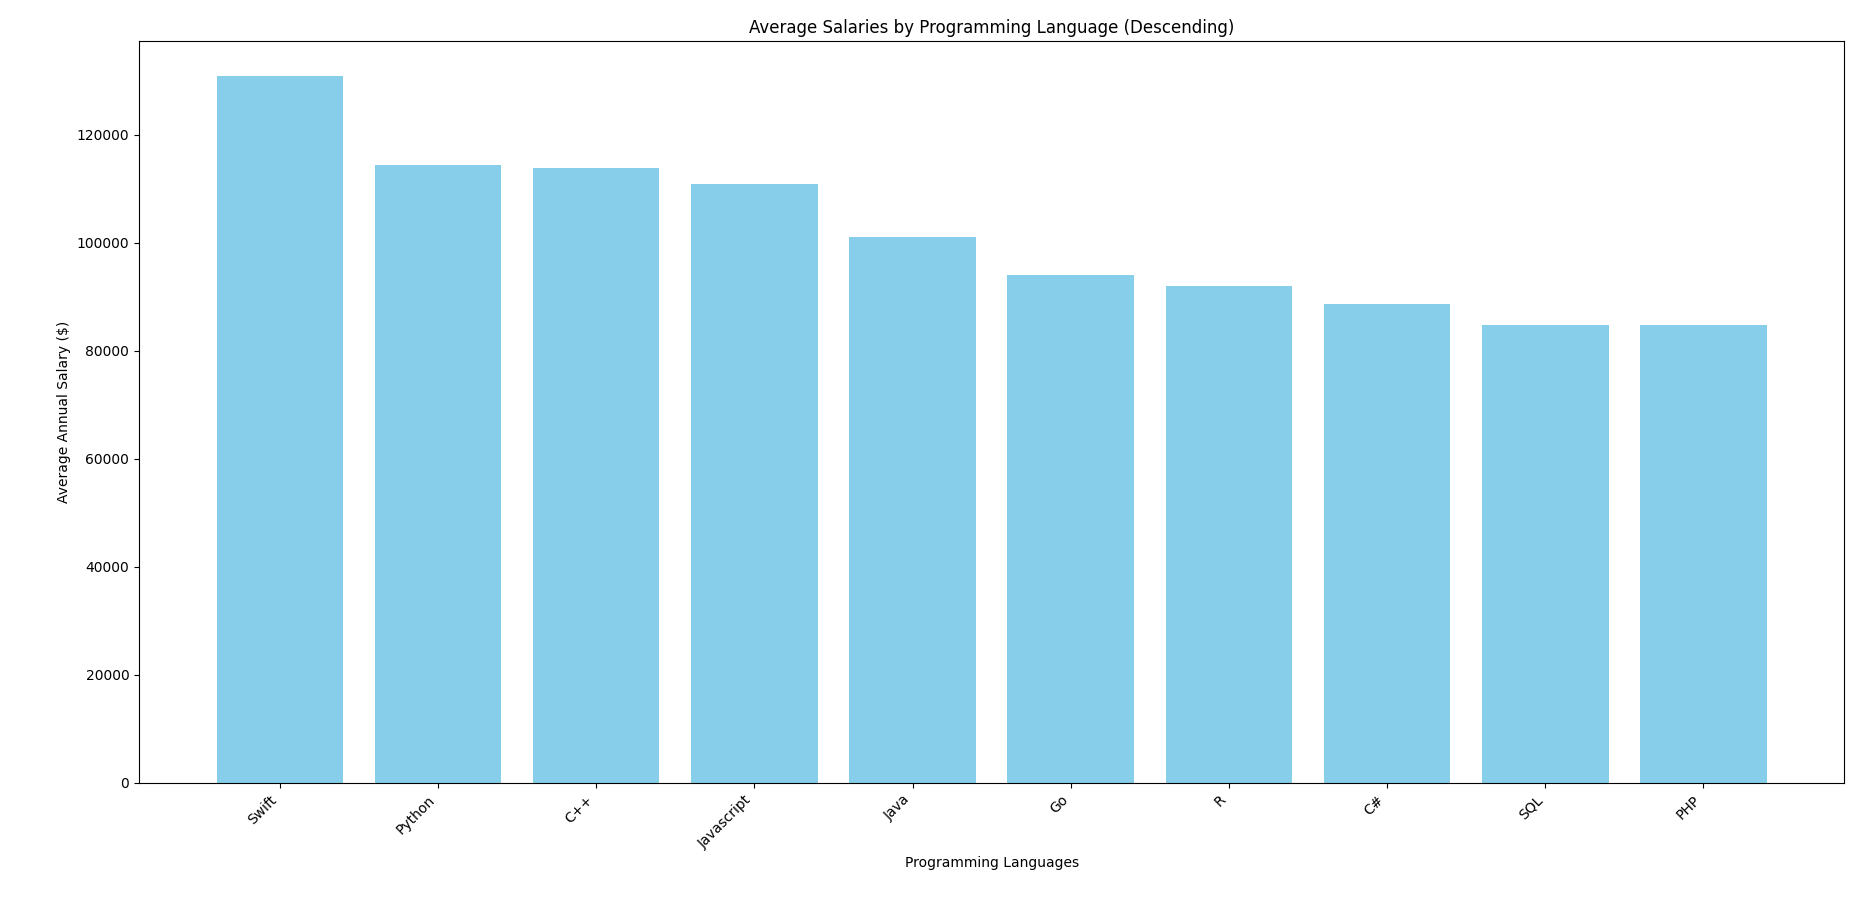 Average Salaries by Programming Language (Descending)
120000
100000
80000
60000
40000
20000
0
Average Annual Salary ($)
Swift
Python
C++
Javascript
Java
Go
R
C#
SQL
PHP
Programming Languages